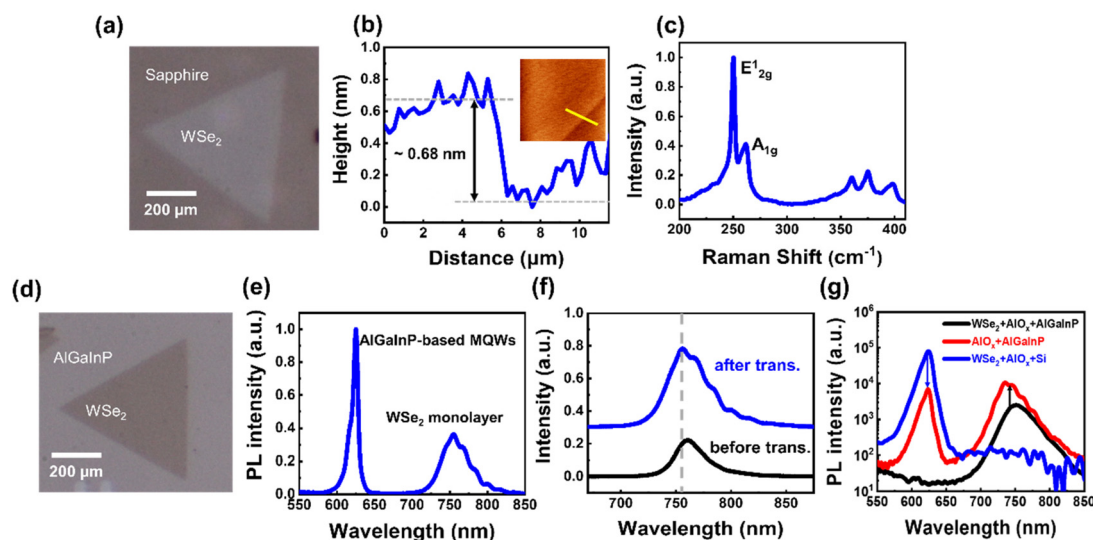 (a)
Sapphire
WSe₂
200 µm
(b)
Height (nm)
1.0
0.8
0.6
0.4
0.2
0.0
~ 0.68 nm
0 2 4 6 8 10
Distance (µm)
(c)
Intensity (a.u.)
1.0
0.8
0.6
0.4
0.2
0.0
E¹₂g
A₁g
200 250 300 350 400
Raman Shift (cm⁻¹)
(d)
AlGaInP
WSe₂
200 µm
(e)
PL intensity (a.u.)
1.0
0.8
0.6
0.4
0.2
0.0
AlGaInP-based MQWs
WSe₂ monolayer
550 600 650 700 750 800 850
Wavelength (nm)
(f)
Intensity (a.u.)
1.0
0.8
0.6
0.4
0.2
0.0
after trans.
before trans.
700 750 800 850
Wavelength (nm)
(g)
PL intensity (a.u.)
10⁶
10⁵
10⁴
10³
10²
10¹
WSe₂+AlOₓ+AlGaInP
AlOₓ+AlGaInP
WSe₂+AlOₓ+Si
550 600 650 700 750 800 850
Wavelength (nm)